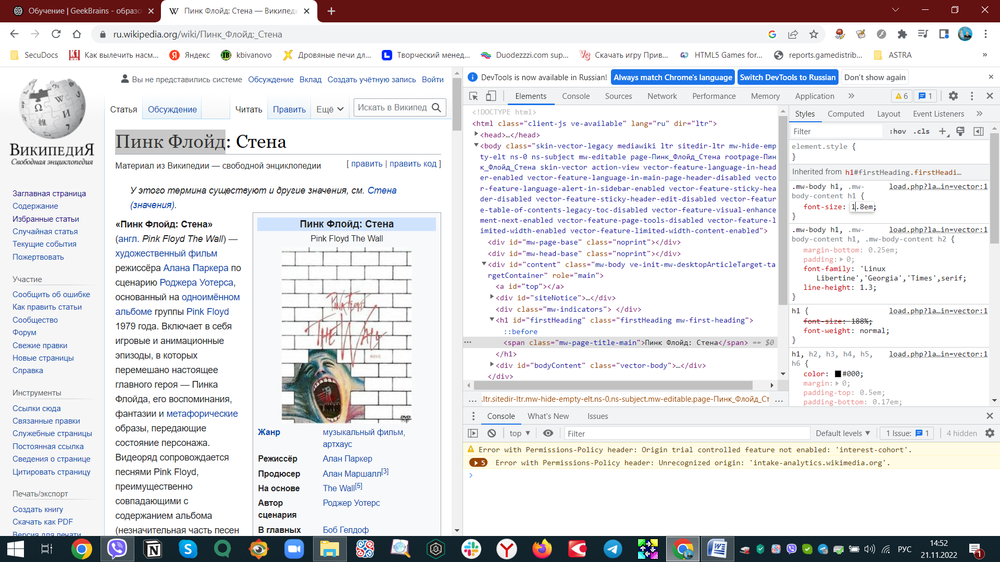 Обучение | GeekBrains - образо
Пинк Флойд: Стена — Википеди
ru.wikipedia.org/wiki/Пинк_Флойд:_Стена
SecuDocs
Как вылечить насм...
Яндекс
kbivanovo
Дровяные печи дл...
Творческий менед...
Duodezzzi.com sup...
Скачать игру Прив...
HTML5 Games for...
reports.gamedistrib...
ASTRA
»
Википедия
Свободная энциклопедия
Заглавная страница
Содержание
Избранные статьи
Случайная статья
Текущие события
Пожертвовать
Участие
Сообщить об ошибке
Как править статьи
Сообщество
Форум
Свежие правки
Новые страницы
Справка
Инструменты
Ссылки сюда
Связанные правки
Служебные страницы
Постоянная ссылка
Сведения о странице
Цитировать страницу
Печать/экспорт
Создать книгу
Скачать как PDF
Версия для печати
Вы не представились системе Обсуждение Вклад Создать учётную запись Войти
Статья Обсуждение Читать Править Ещё Искать в Википед
Пинк Флойд: Стена
Материал из Википедии — свободной энциклопедии
[ править | править код ]
У этого термина существуют и другие значения, см. Стена
(значения).
«Пинк Флойд: Стена»
(англ. Pink Floyd The Wall) —
художественный фильм
режиссёра Алана Паркера по
сценарию Роджера Уотерса,
основанный на одноимённом
альбоме группы Pink Floyd
1979 года. Включает в себя
игровые и анимационные
эпизоды, в которых
перемешано настоящее
главного героя — Пинка
Флойда, его воспоминания,
фантазии и метафорические
образы, передающие
состояние персонажа.
Видеоряд сопровождается
песнями Pink Floyd,
преимущественно
совпадающими с
содержанием альбома
(незначительная часть песен
Пинк Флойд: Стена
Pink Floyd The Wall
PINK FLOYD
THE WALL
MOVIE
DVD
Жанр музыкальный фильм,
артхаус
Режиссёр Алан Паркер
Продюсер Алан Маршалл[3]
На основе The Wall[5]
Автор Роджер Уотерс
сценария
В главных Боб Гелдоф
DevTools is now available in Russian! Always match Chrome's language Switch DevTools to Russian Don't show again
Elements Console Sources Network Performance Memory Application » 6 1
<!DOCTYPE html>
<html class="client-js ve-available" lang="ru" dir="ltr">
<head>…</head>
<body class="skin-vector-legacy mediawiki ltr sitedir-ltr mw-hide-emp
ty-elt ns-0 ns-subject mw-editable page-Пинк_Флойд_Стена rootpage-Пин
к_Флойд_Стена skin-vector action-view vector-feature-language-in-head
er-enabled vector-feature-language-in-main-page-header-disabled vecto
r-feature-language-alert-in-sidebar-enabled vector-feature-sticky-hea
der-disabled vector-feature-sticky-header-edit-disabled vector-featur
e-table-of-contents-legacy-toc-disabled vector-feature-visual-enhance
ment-next-enabled vector-feature-page-tools-disabled vector-feature-l
imited-width-enabled vector-feature-limited-width-content-enabled">
<div id="mw-page-base" class="noprint"></div>
<div id="mw-head-base" class="noprint"></div>
<div id="content" class="mw-body ve-init-mw-desktopArticleTarget-ta
rgetContainer" role="main">
<a id="top"></a>
<div id="siteNotice">…</div>
<div class="mw-indicators"> </div>
<h1 id="firstHeading" class="firstHeading mw-first-heading">
::before
<span class="mw-page-title-main">Пинк Флойд: Стена</span> == $0
</h1>
<div id="bodyContent" class="vector-body">…</div>
</div>
... .ltr.sitedir-ltr.mw-hide-empty-elt.ns-0.ns-subject.mw-editable.page-Пинк_Флойд_Ст ...
Styles Computed Layout Event Listeners »
Filter :hov .cls
element.style {
}
Inherited from h1#firstHeading.firstHeadi…
.mw-body h1, .mw- load.php?la…in=vector:1
body-content h1 {
font-size: 1.8em;
}
.mw-body h1, .mw- load.php?la…in=vector:1
body-content h1, .mw-body-content h2 {
margin-bottom: 0.25em;
padding: 0;
font-family: 'Linux
Libertine','Georgia','Times',serif;
line-height: 1.3;
}
h1 { load.php?la…in=vector:1
font-size: 188%;
font-weight: normal;
}
h1, h2, h3, h4, h5, load.php?la…in=vector:1
h6 {
color: #000;
margin: 0;
padding-top: 0.5em;
padding-bottom: 0.17em;
Console What's New Issues
top Filter Default levels 1 Issue: 1 4 hidden
Error with Permissions-Policy header: Origin trial controlled feature not enabled: 'interest-cohort'.
5 Error with Permissions-Policy header: Unrecognized origin: 'intake-analytics.wikimedia.org'.
РУС
14:52
21.11.2022
1